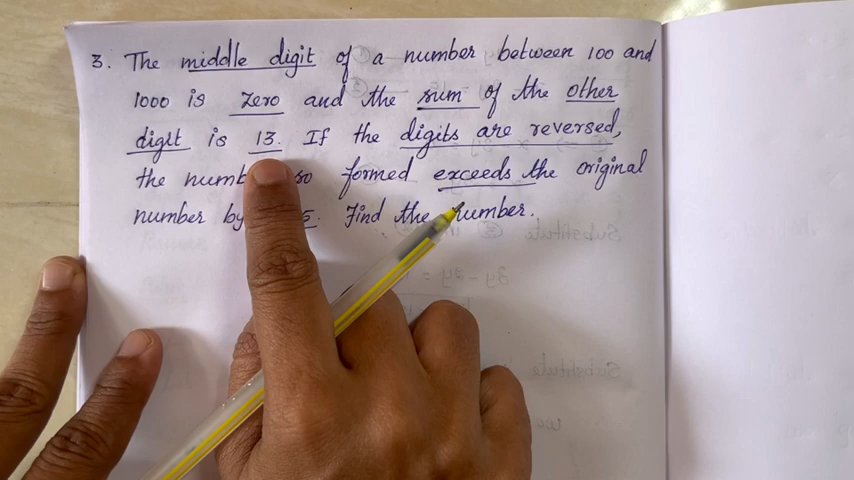 3. The middle digit of a number between 100 and
1000 is zero and the sum of the other
digit is 13. If the digits are reversed,
the so formed exceeds the original
number by Find the number.